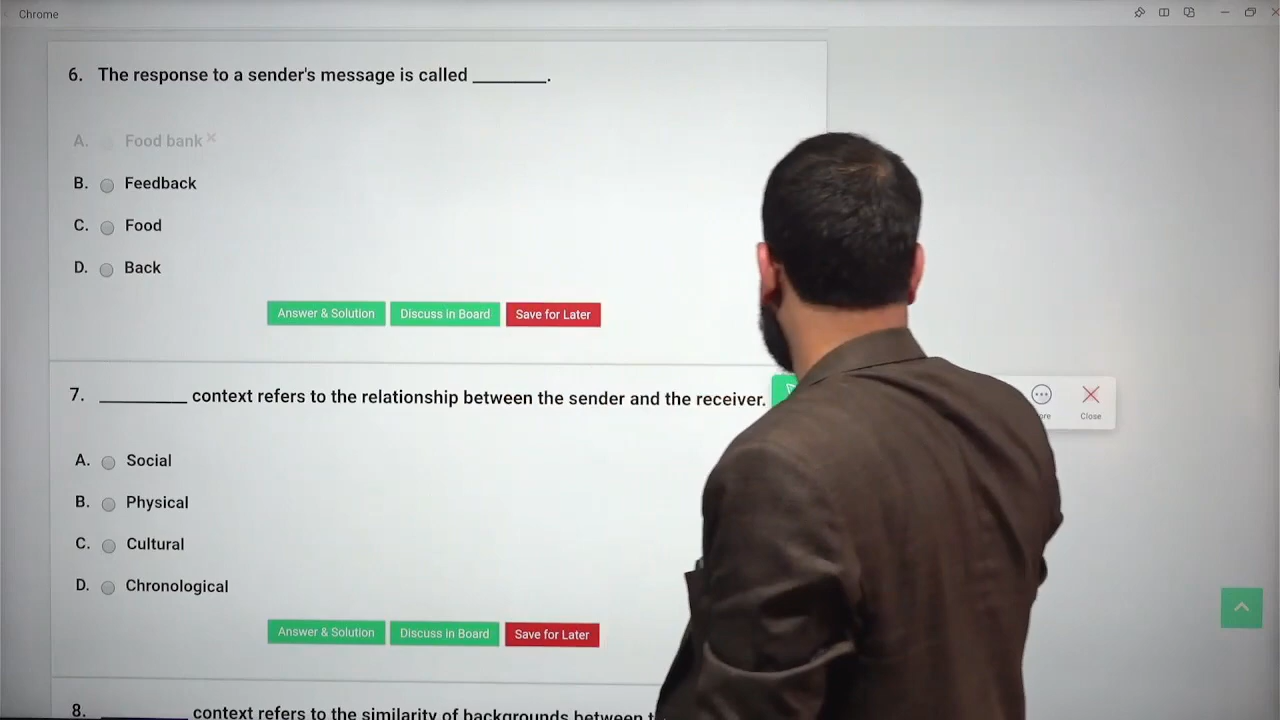 Chrome
6. The response to a sender's message is called ________.
A. Food bank
B. Feedback
C. Food
D. Back
Answer & Solution Discuss in Board Save for Later
7. _________ context refers to the relationship between the sender and the receiver.
Close
A. Social
B. Physical
C. Cultural
D. Chronological
Answer & Solution Discuss in Board Save for Later
8. _________ context refers to the similarity of backgrounds between